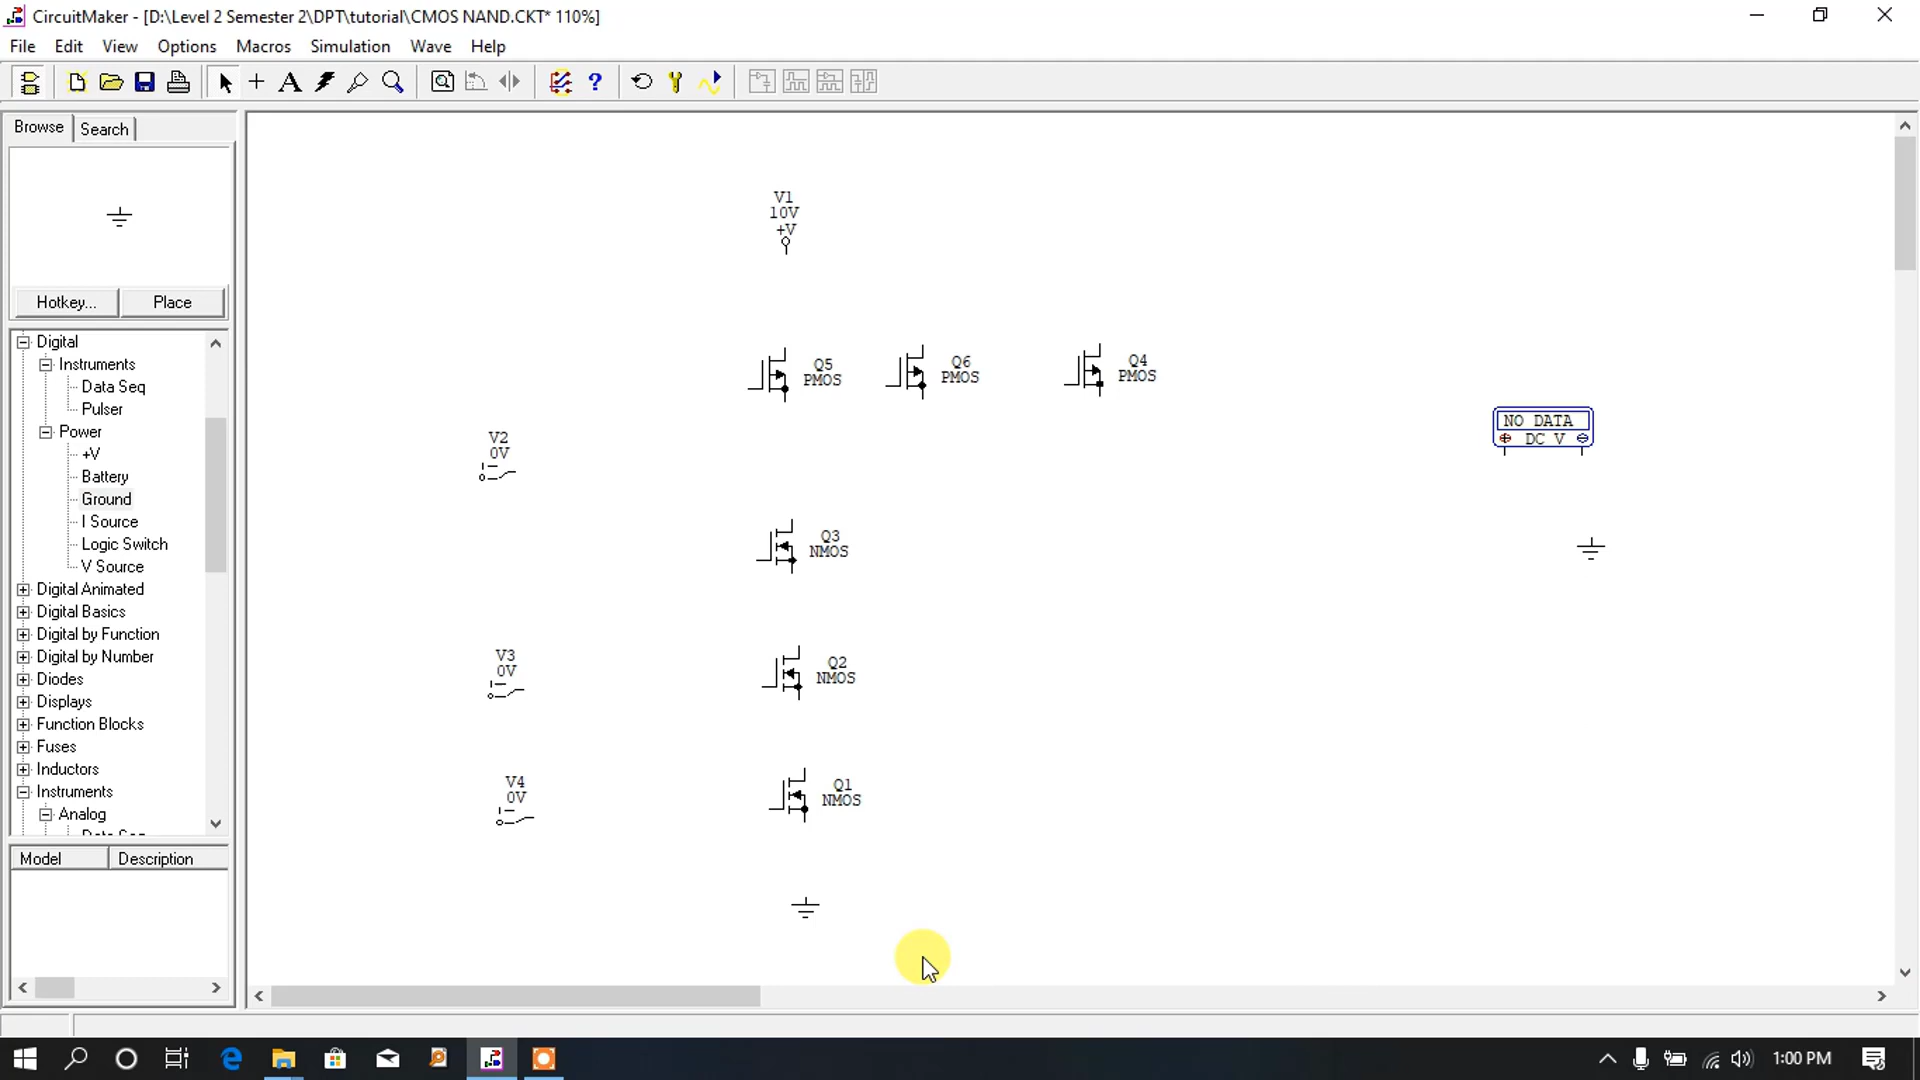 CircuitMaker - [D:\Level 2 Semester 2\DPT\tutorial\CMOS NAND.CKT* 110%]
File Edit View Options Macros Simulation Wave Help
Browse Search
Hotkey... Place
Digital
Instruments
Data Seq
Pulser
Power
+V
Battery
Ground
I Source
Logic Switch
V Source
Digital Animated
Digital Basics
Digital by Function
Digital by Number
Diodes
Displays
Function Blocks
Fuses
Inductors
Instruments
Analog
Data Seq
Model Description
V1
10V
+V
Q5
PMOS
Q6
PMOS
Q4
PMOS
NO DATA
DC V
V2
0V
Q3
NMOS
V3
0V
Q2
NMOS
V4
0V
Q1
NMOS
1:00 PM